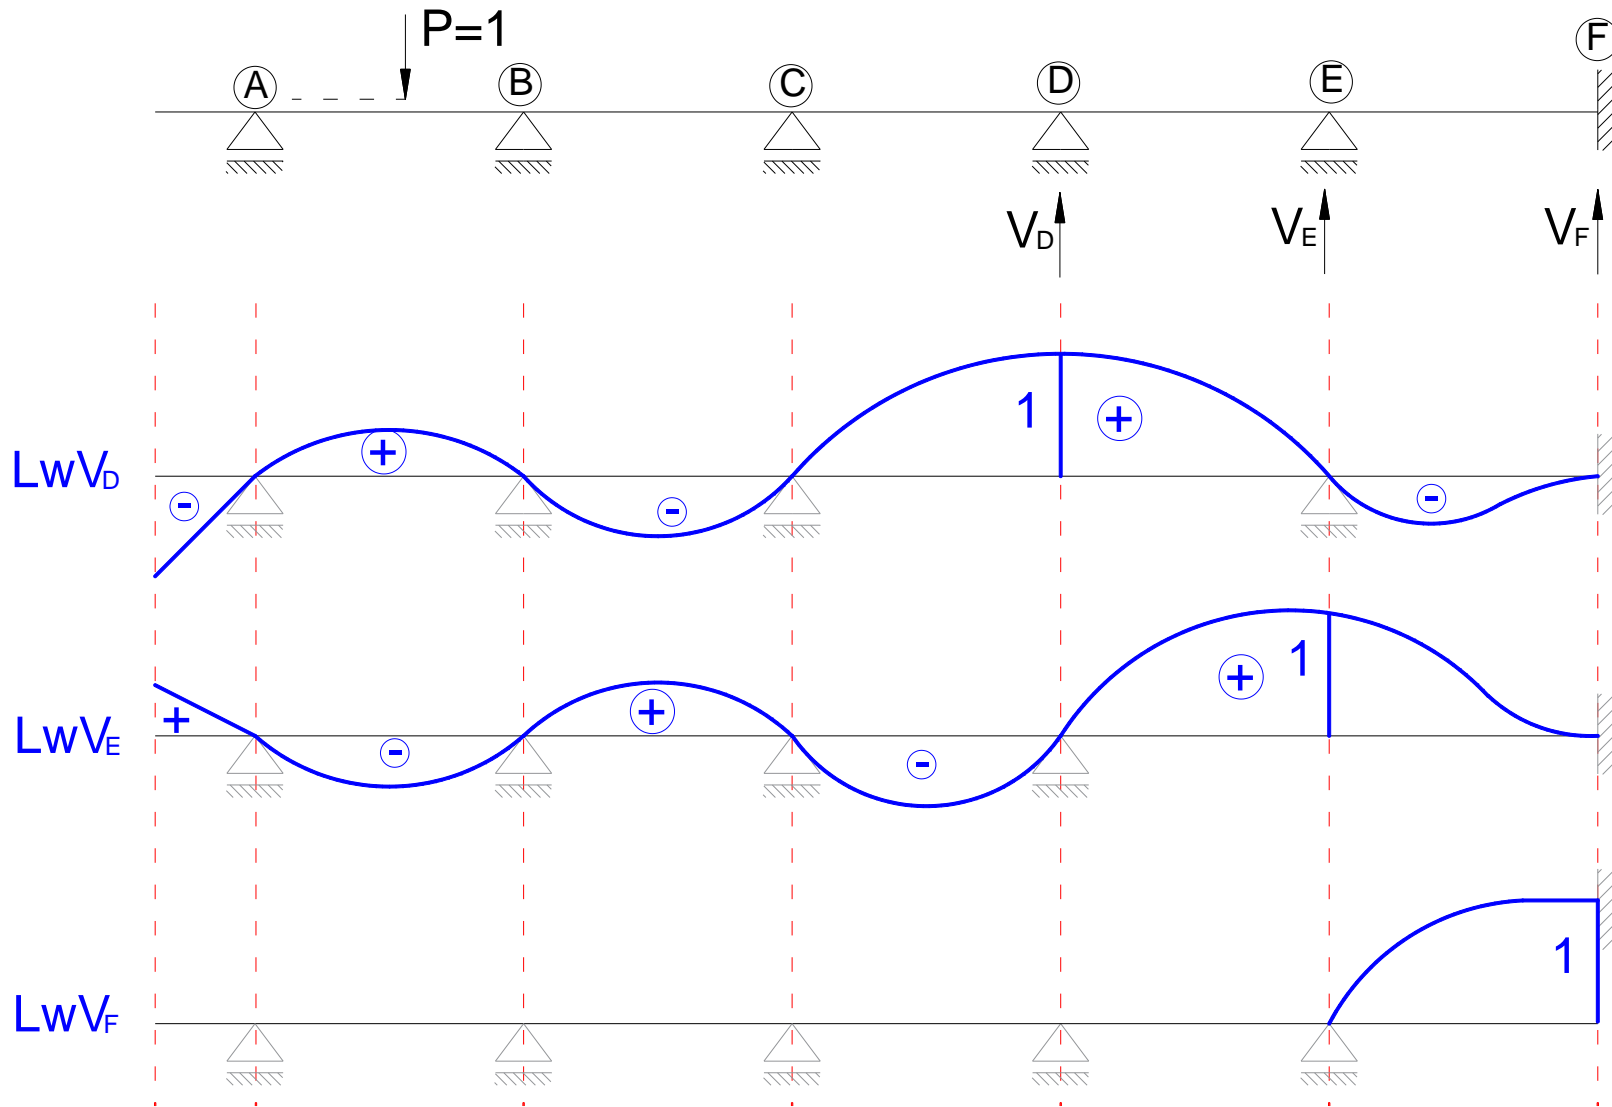 P=1
A B C D E F
VD VE VF
LwVD - + - 1 + -
LwVE + - + - + 1
LwVF 1